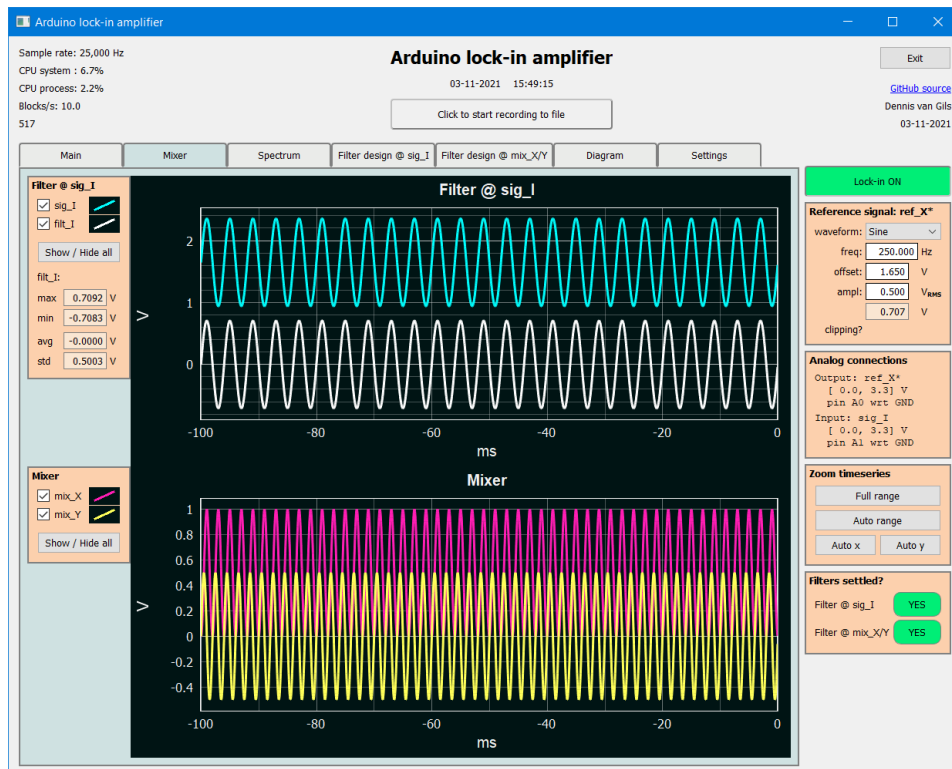 Arduino lock-in amplifier
Sample rate: 25,000 Hz
CPU system : 6.7%
CPU process: 2.2%
Blocks/s: 10.0
517
Arduino lock-in amplifier
03-11-2021 15:49:15
Click to start recording to file
Exit
GitHub source
Dennis van Gils
03-11-2021
Main Mixer Spectrum Filter design @ sig_I Filter design @ mix_X/Y Diagram Settings
Filter @ sig_I
sig_I
filt_I
Show / Hide all
filt_I:
max 0.7092 V
min -0.7083 V
avg -0.0000 V
std 0.5003 V
Filter @ sig_I
2
1
0
V
-100 -80 -60 -40 -20 0
ms
Mixer
mix_X
mix_Y
Show / Hide all
Mixer
1
0.8
0.6
0.4
0.2
0
-0.2
-0.4
V
-100 -80 -60 -40 -20 0
ms
Lock-in ON
Reference signal: ref_X*
waveform: Sine
freq: 250.000 Hz
offset: 1.650 V
ampl: 0.500 VRMS
0.707 V
clipping?
Analog connections
Output: ref_X*
[ 0.0, 3.3] V
pin A0 wrt GND
Input: sig_I
[ 0.0, 3.3] V
pin A1 wrt GND
Zoom timeseries
Full range
Auto range
Auto x Auto y
Filters settled?
Filter @ sig_I YES
Filter @ mix_X/Y YES